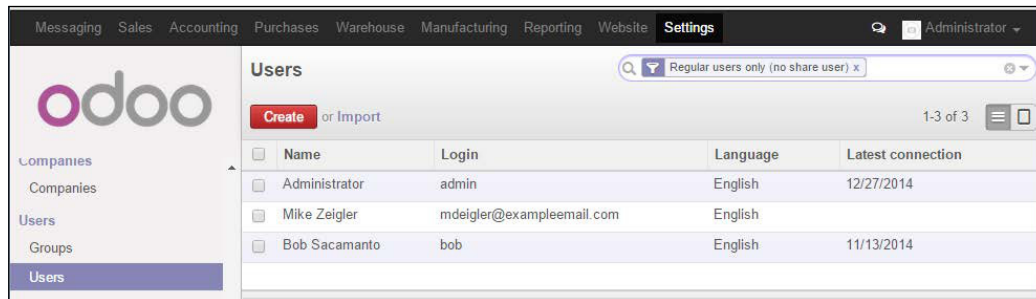 Messaging Sales Accounting Purchases Warehouse Manufacturing Reporting Website Settings Administrator
odoo
Users
Regular users only (no share user) x
Create or Import
1-3 of 3
Companies
Companies
Users
Groups
Users
Name Login Language Latest connection
Administrator admin English 12/27/2014
Mike Zeigler mdeigler@exampleemail.com English
Bob Sacamanto bob English 11/13/2014